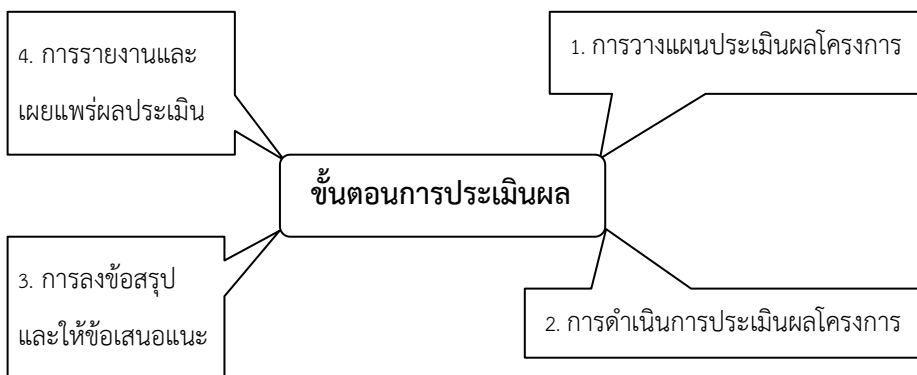 4. การรายงานและ
เผยแพร่ผลประเมิน
1. การวางแผนประเมินผลโครงการ
ขั้นตอนการประเมินผล
3. การลงข้อสรุป
และให้ข้อเสนอแนะ
2. การดำเนินการประเมินผลโครงการ